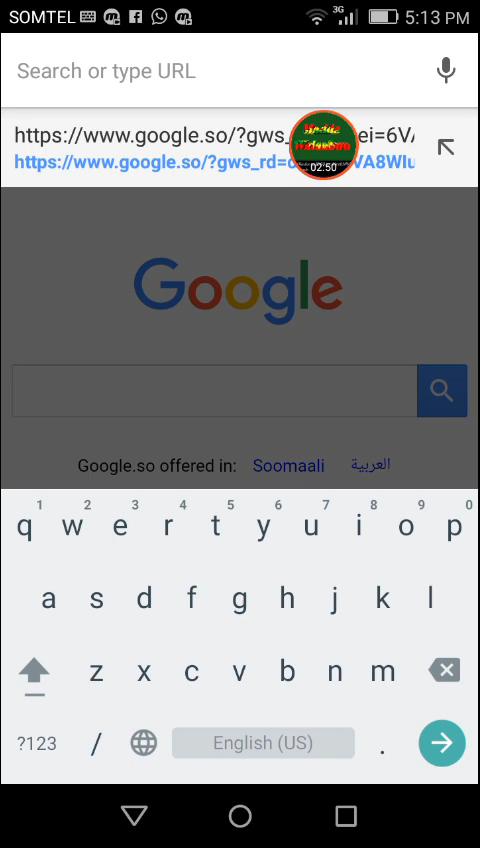 SOMTEL 3G 5:13 PM
Search or type URL
https://www.google.so/?gws_ ei=6V
https://www.google.so/?gws_rd=c VA8WIu
02:50
Google
Google.so offered in: Soomaali العربية
1 2 3 4 5 6 7 8 9 0
q w e r t y u i o p
a s d f g h j k l
z x c v b n m
?123 / English (US) .